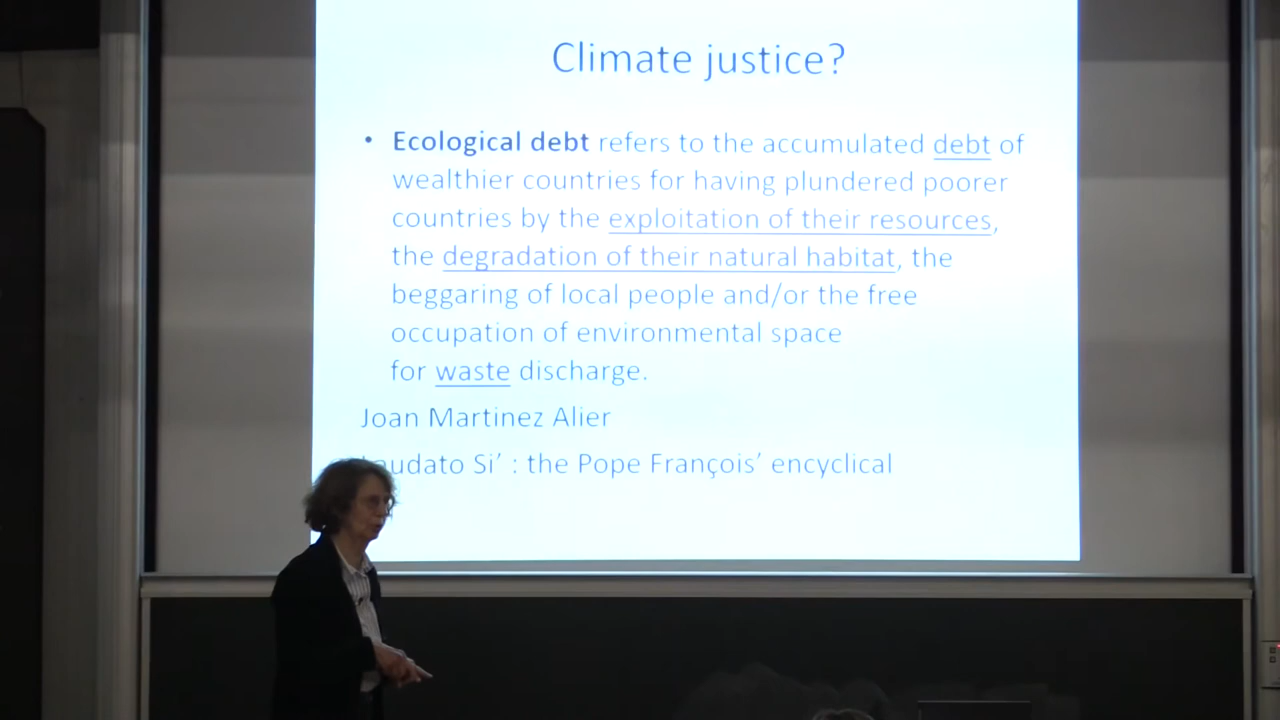 Climate justice?
• Ecological debt refers to the accumulated debt of
wealthier countries for having plundered poorer
countries by the exploitation of their resources,
the degradation of their natural habitat, the
beggaring of local people and/or the free
occupation of environmental space
for waste discharge.
Joan Martinez Alier
Laudato Si’ : the Pope François’ encyclical